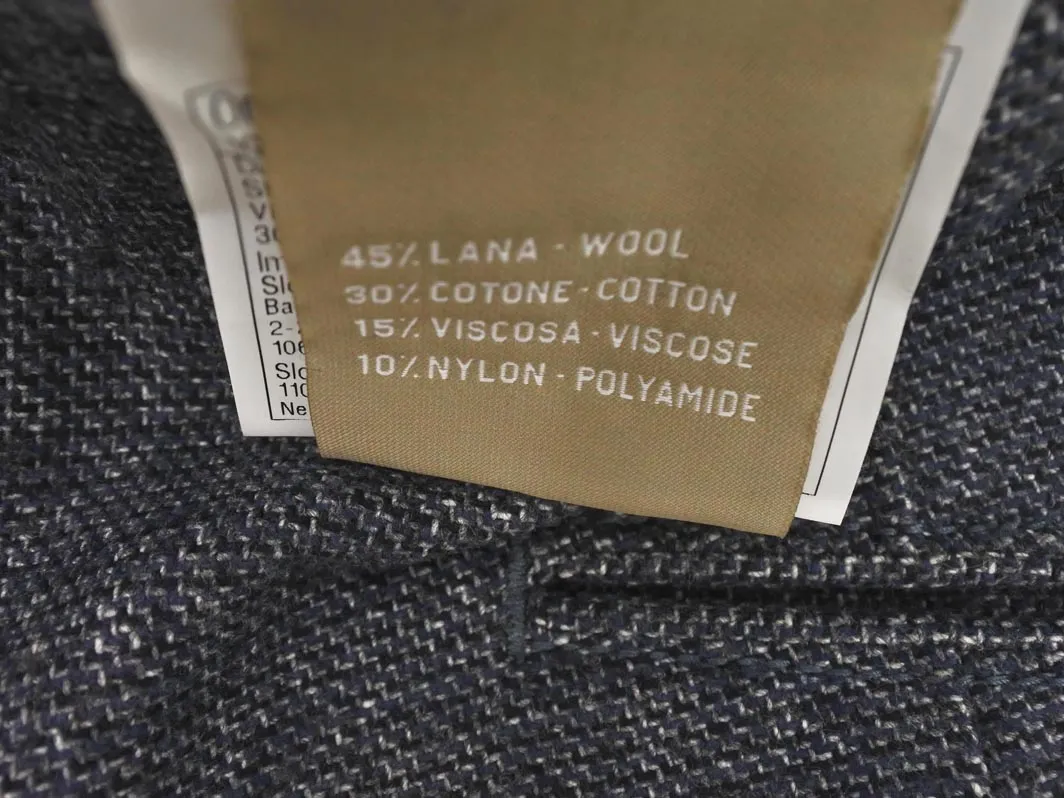 45% LANA - WOOL
30% COTONE - COTTON
15% VISCOSA - VISCOSE
10% NYLON - POLYAMIDE